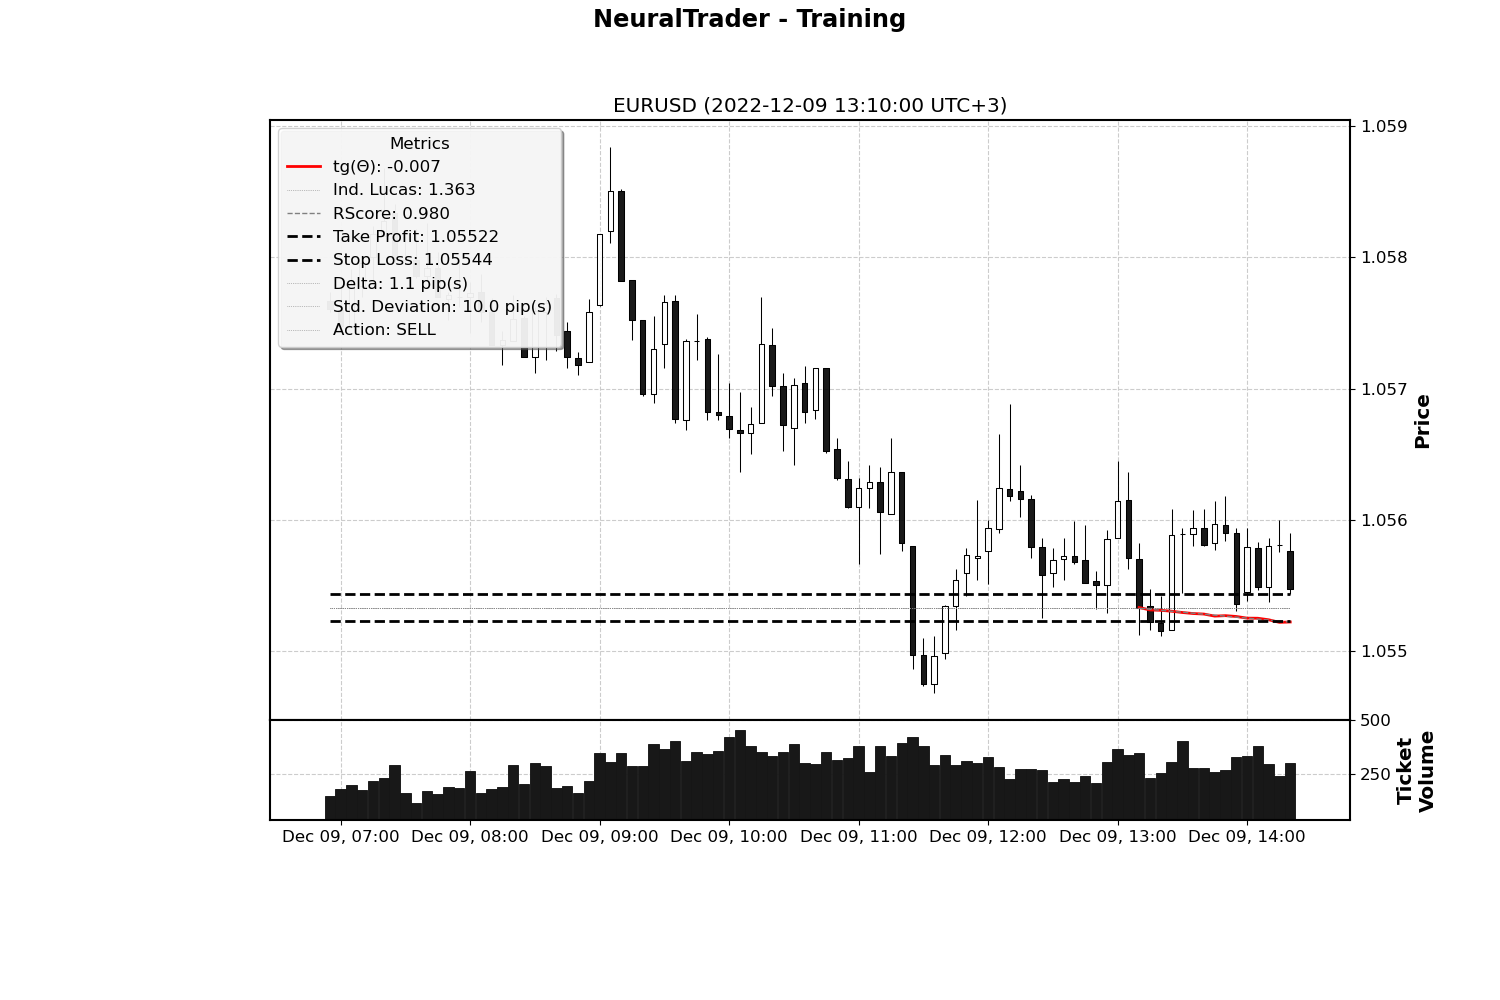 NeuralTrader - Training
EURUSD (2022-12-09 13:10:00 UTC+3)
Metrics
tg(Θ): -0.007
Ind. Lucas: 1.363
RScore: 0.980
Take Profit: 1.05522
Stop Loss: 1.05544
Delta: 1.1 pip(s)
Std. Deviation: 10.0 pip(s)
Action: SELL
1.059
1.058
1.057
1.056
1.055
Price
500
250
Ticket
Volume
Dec 09, 07:00 Dec 09, 08:00 Dec 09, 09:00 Dec 09, 10:00 Dec 09, 11:00 Dec 09, 12:00 Dec 09, 13:00 Dec 09, 14:00